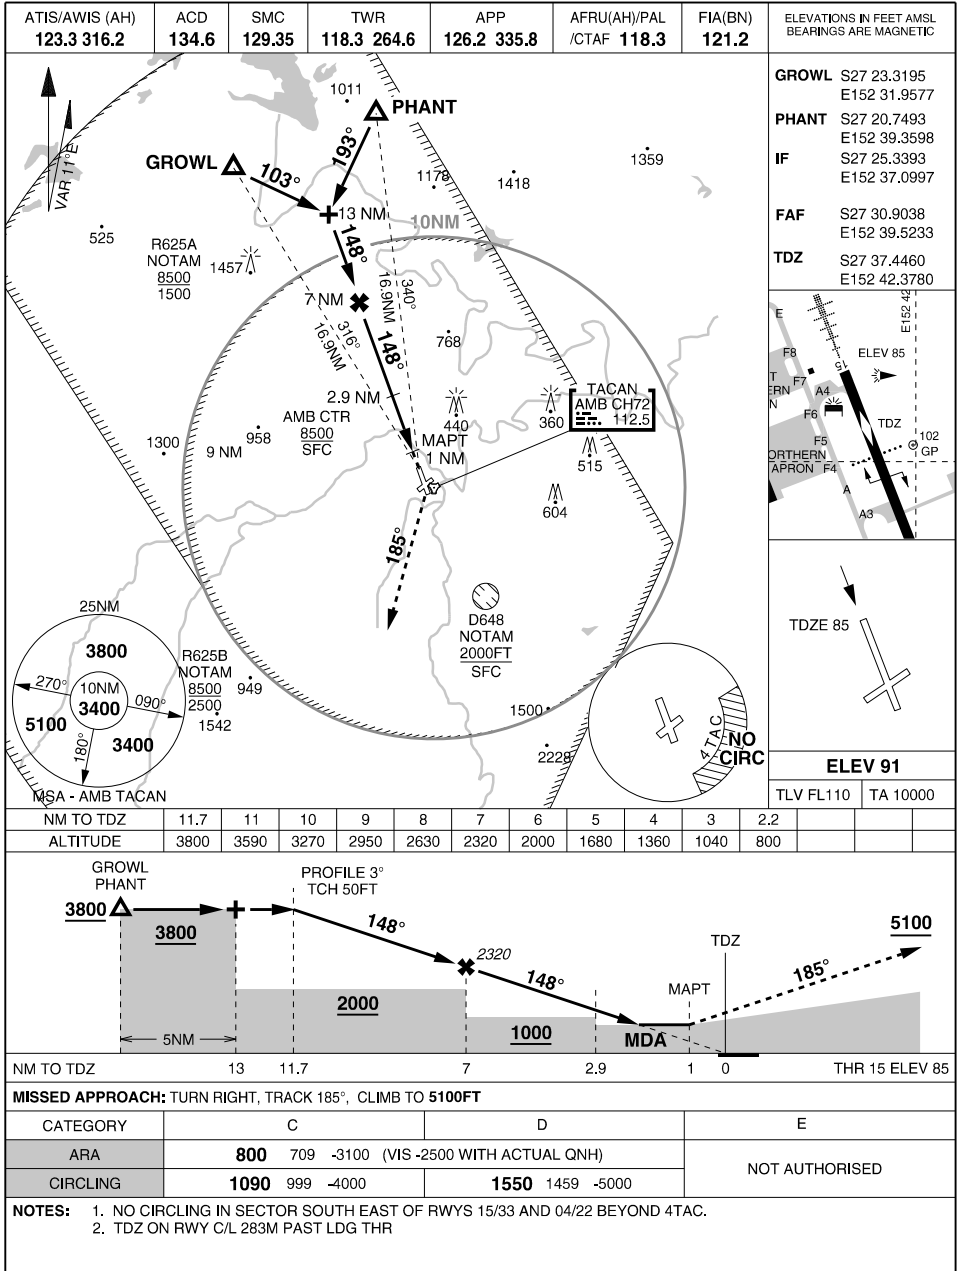 ATIS/AWIS (AH) ACD SMC TWR APP AFRU(AH)/PAL FIA(BN)
123.3 316.2 134.6 129.35 118.3 264.6 126.2 335.8 /CTAF 118.3 121.2
ELEVATIONS IN FEET AMSL
BEARINGS ARE MAGNETIC
GROWL S27 23.3195
E152 31.9577
PHANT S27 20.7493
E152 39.3598
IF S27 25.3393
E152 37.0997
FAF S27 30.9038
E152 39.5233
TDZ S27 37.4460
E152 42.3780
VAR 11°E
1011
PHANT
193°
GROWL
103°
1359
1178
1418
13 NM
10NM
525
148°
R625A
NOTAM
8500
1500
1457
340°
16.9NM
7 NM
316°
16.9NM
148°
768
2.9 NM
TACAN
AMB CH72
112.5
AMB CTR
8500
SFC
440
360
958
9 NM
1300
MAPT
1 NM
515
604
185°
D648
NOTAM
2000FT
SFC
25NM
3800
270°
10NM
3400
090°
5100
180°
3400
MSA - AMB TACAN
R625B
NOTAM
8500
2500
1542
949
1500
2228
4 TAC
NO
CIRC
E152 42
E
F8
15
ELEV 85
T
ERN
N
F7
A4
F6
TDZ
F5
102
GP
ORTHERN
APRON
F4
A
A3
TDZE 85
ELEV 91
TLV FL110 TA 10000
NM TO TDZ 11.7 11 10 9 8 7 6 5 4 3 2.2
ALTITUDE 3800 3590 3270 2950 2630 2320 2000 1680 1360 1040 800
GROWL
PHANT
PROFILE 3°
TCH 50FT
3800
3800
148°
2320
5100
TDZ
148°
185°
MAPT
2000
1000
MDA
5NM
NM TO TDZ 13 11.7 7 2.9 1 0 THR 15 ELEV 85
MISSED APPROACH: TURN RIGHT, TRACK 185°, CLIMB TO 5100FT
CATEGORY C D E
ARA 800 709 -3100 (VIS -2500 WITH ACTUAL QNH)
NOT AUTHORISED
CIRCLING 1090 999 -4000 1550 1459 -5000
NOTES: 1. NO CIRCLING IN SECTOR SOUTH EAST OF RWYS 15/33 AND 04/22 BEYOND 4TAC.
2. TDZ ON RWY C/L 283M PAST LDG THR